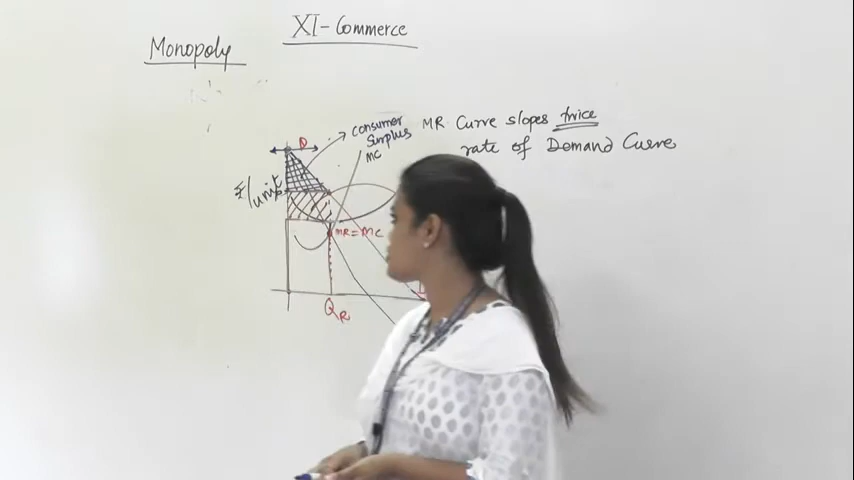 XI-Commerce
Monopoly
D
Consumer
Surplus
MC
MR Curve slopes twice
rate of Demand Curve
₹/unit
MR=MC
QR